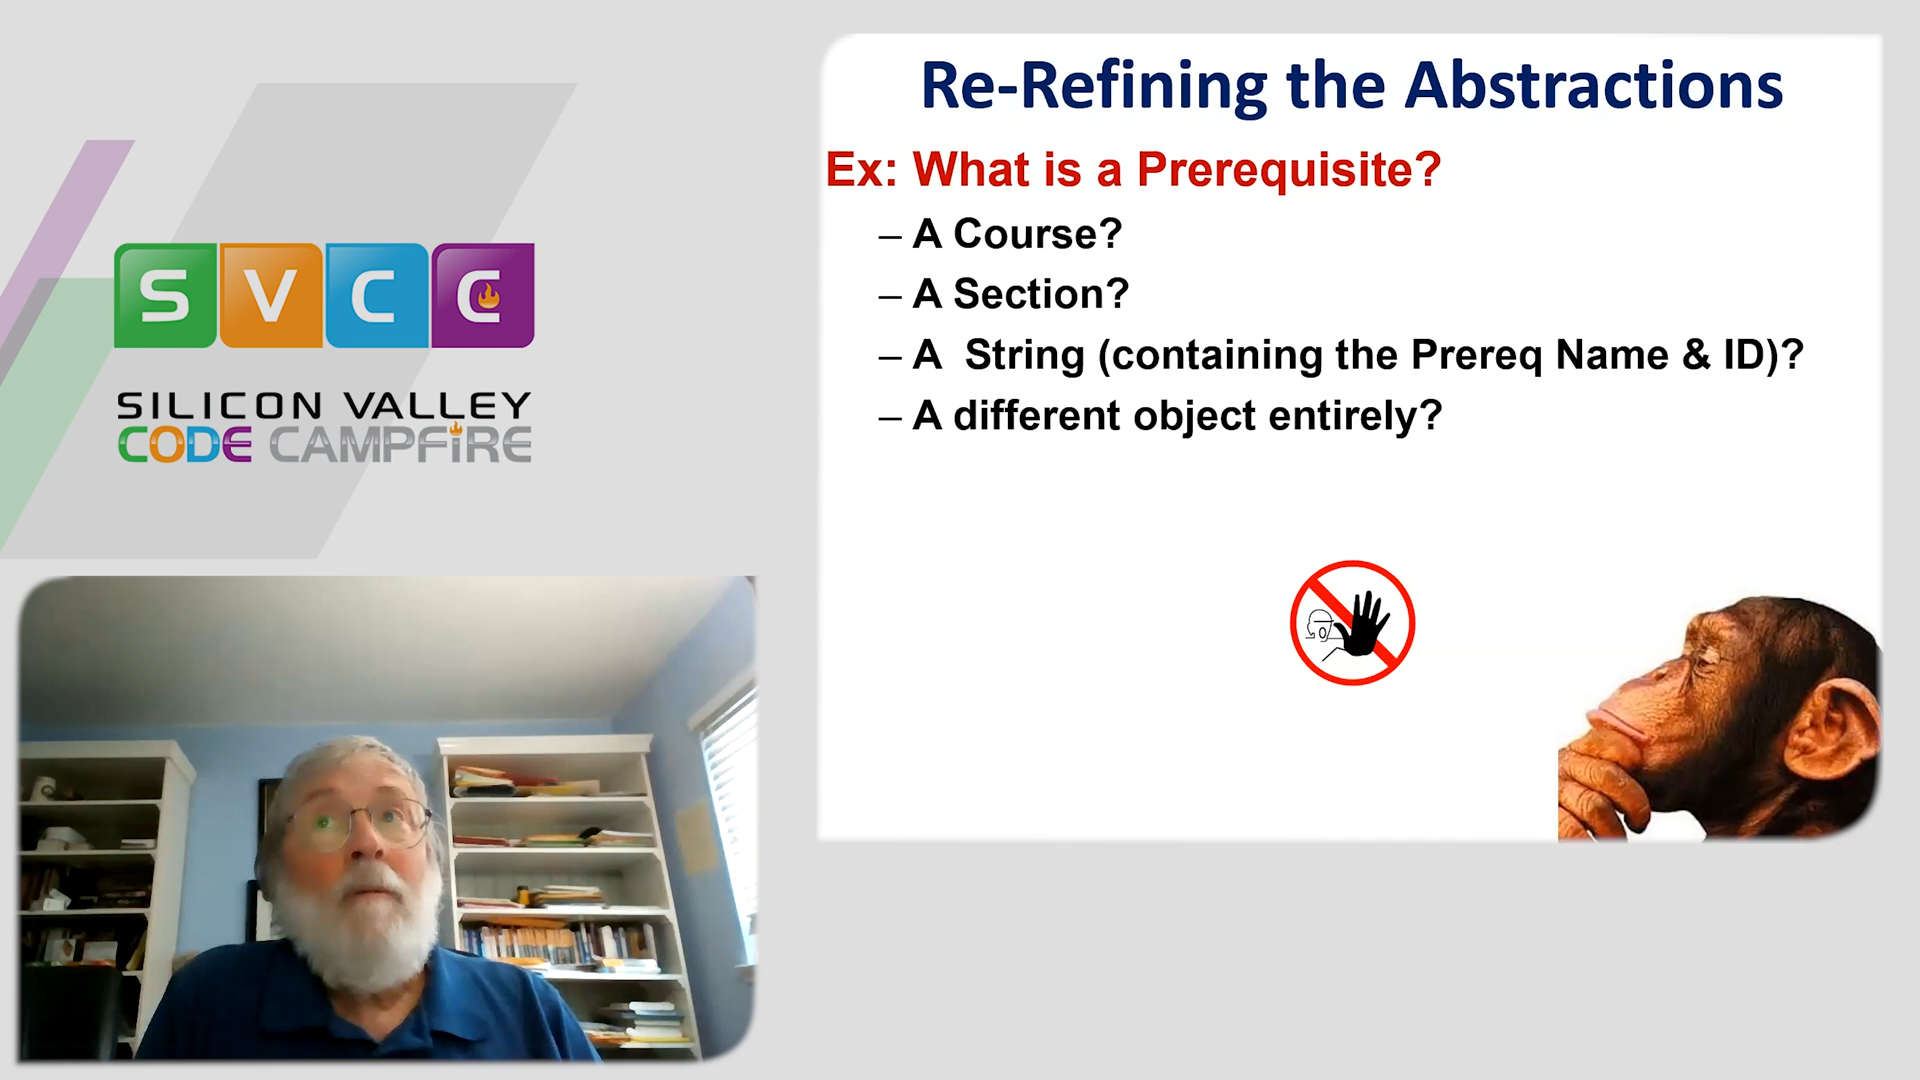 S V C C
SILICON VALLEY
CODE CAMPFIRE
Re-Refining the Abstractions
Ex: What is a Prerequisite?
– A Course?
– A Section?
– A  String (containing the Prereq Name & ID)?
– A different object entirely?